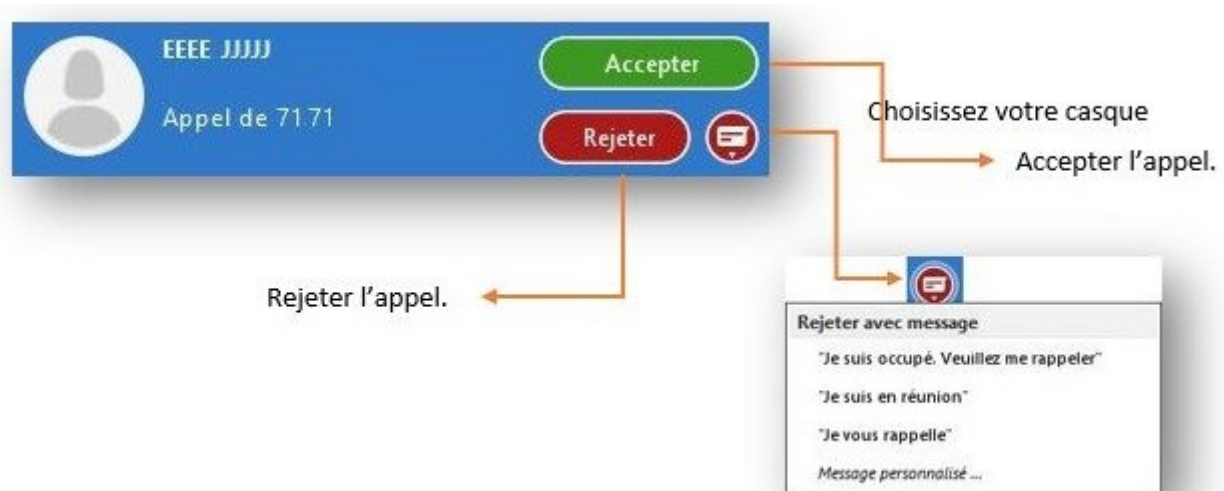 EEEE JJJJJ
Accepter
Appel de 71.71
Rejeter
Choisissez votre casque
Accepter l’appel.
Rejeter l’appel.
Rejeter avec message
"Je suis occupé. Veuillez me rappeler"
"Je suis en réunion"
"Je vous rappelle"
Message personnalisé ...